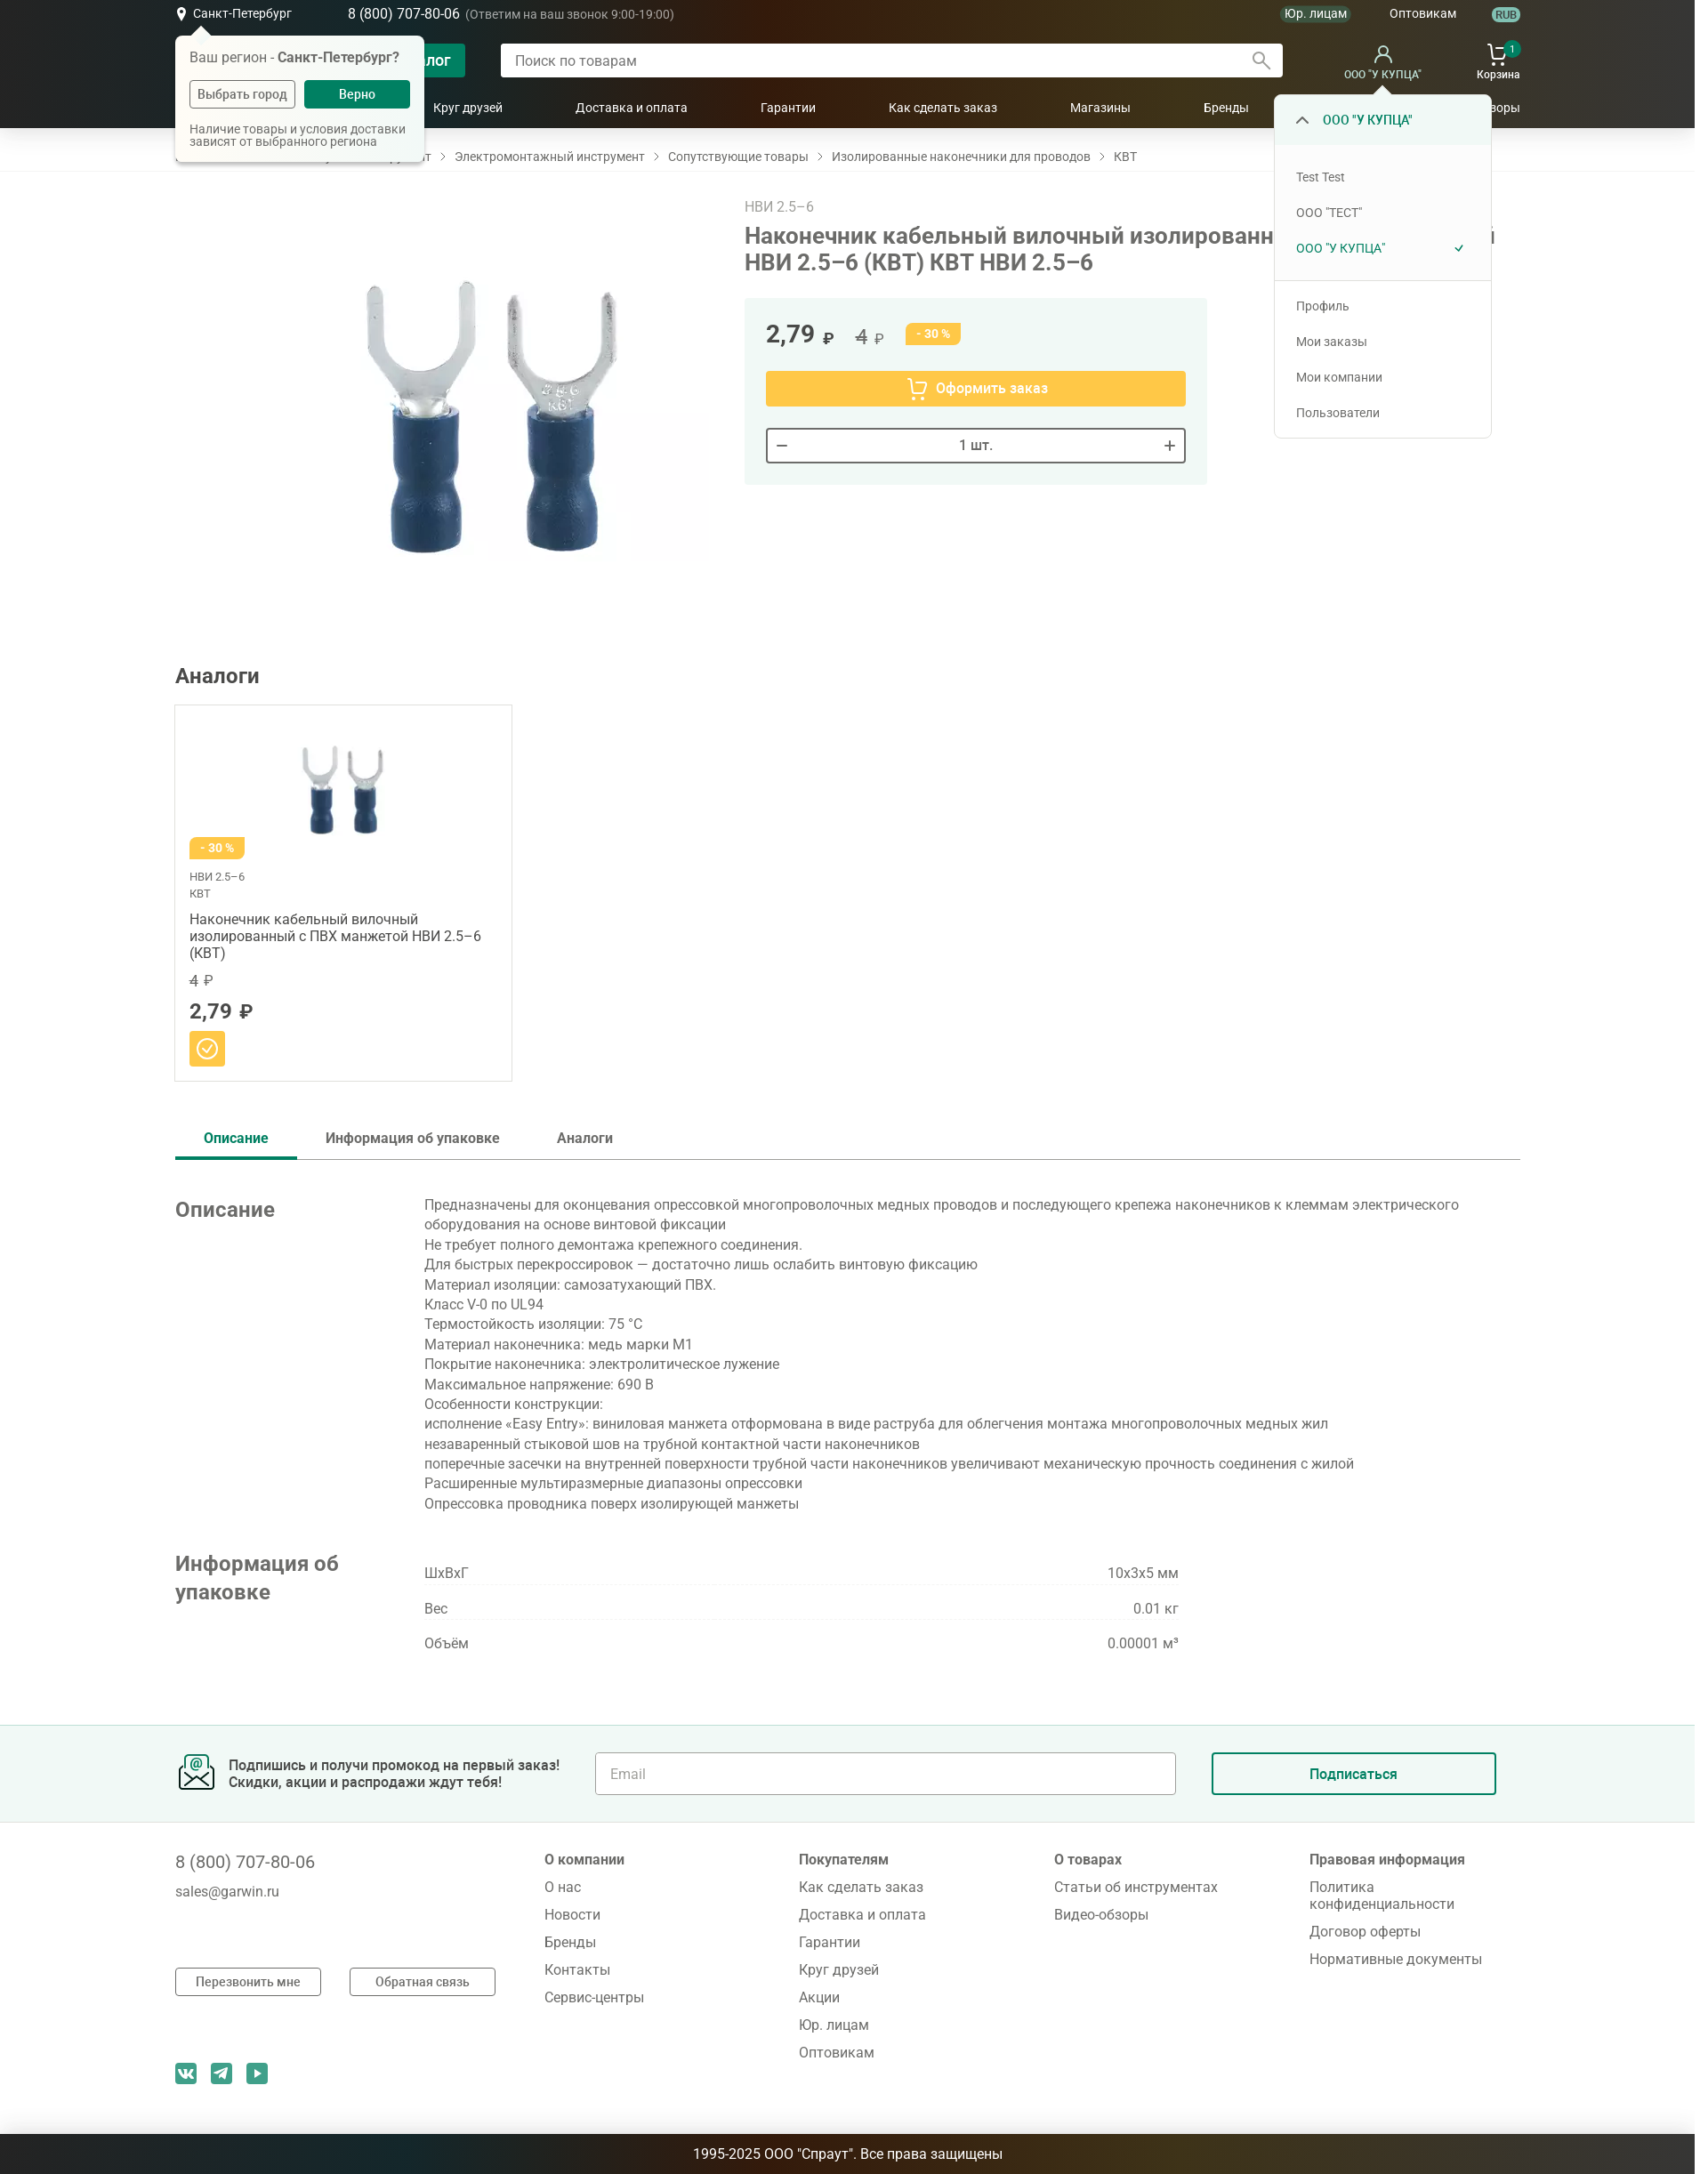 Санкт-Петербург
8 (800) 707-80-06 (Ответим на ваш звонок 9:00-19:00)
Юр. лицам
Оптовикам
RUB
Ваш регион - Санкт-Петербург?
Выбрать город
Верно
Наличие товары и условия доставки
зависят от выбранного региона
Поиск по товарам
ООО "У КУПЦА"
1
Корзина
Круг друзей
Доставка и оплата
Гарантии
Как сделать заказ
Магазины
Бренды
Электромонтажный инструмент
Сопутствующие товары
Изолированные наконечники для проводов
КВТ
ООО "У КУПЦА"
Test Test
ООО "ТЕСТ"
ООО "У КУПЦА"
Профиль
Мои заказы
Мои компании
Пользователи
НВИ 2.5–6
Наконечник кабельный вилочный
НВИ 2.5–6 (КВТ) КВТ НВИ 2.5–6
2,79 ₽
4 ₽
- 30 %
Оформить заказ
1 шт.
Аналоги
- 30 %
НВИ 2.5–6
КВТ
Наконечник кабельный вилочный
изолированный с ПВХ манжетой НВИ 2.5–6
(КВТ)
4 ₽
2,79 ₽
Описание
Информация об упаковке
Аналоги
Описание
Предназначены для оконцевания опрессовкой многопроволочных медных проводов и последующего крепежа наконечников к клеммам электрического
оборудования на основе винтовой фиксации
Не требует полного демонтажа крепежного соединения.
Для быстрых перекроссировок — достаточно лишь ослабить винтовую фиксацию
Материал изоляции: самозатухающий ПВХ.
Класс V-0 по UL94
Термостойкость изоляции: 75 °C
Материал наконечника: медь марки М1
Покрытие наконечника: электролитическое лужение
Максимальное напряжение: 690 В
Особенности конструкции:
исполнение «Easy Entry»: виниловая манжета отформована в виде раструба для облегчения монтажа многопроволочных медных жил
незаваренный стыковой шов на трубной контактной части наконечников
поперечные засечки на внутренней поверхности трубной части наконечников увеличивают механическую прочность соединения с жилой
Расширенные мультиразмерные диапазоны опрессовки
Опрессовка проводника поверх изолирующей манжеты
Информация об
упаковке
ШхВхГ
10x3x5 мм
Вес
0.01 кг
Объём
0.00001 м³
Подпишись и получи промокод на первый заказ!
Скидки, акции и распродажи ждут тебя!
Email
Подписаться
8 (800) 707-80-06
sales@garwin.ru
Перезвонить мне
Обратная связь
О компании
О нас
Новости
Бренды
Контакты
Сервис-центры
Покупателям
Как сделать заказ
Доставка и оплата
Гарантии
Круг друзей
Акции
Юр. лицам
Оптовикам
О товарах
Статьи об инструментах
Видео-обзоры
Правовая информация
Политика
конфиденциальности
Договор оферты
Нормативные документы
1995-2025 ООО "Спраут". Все права защищены